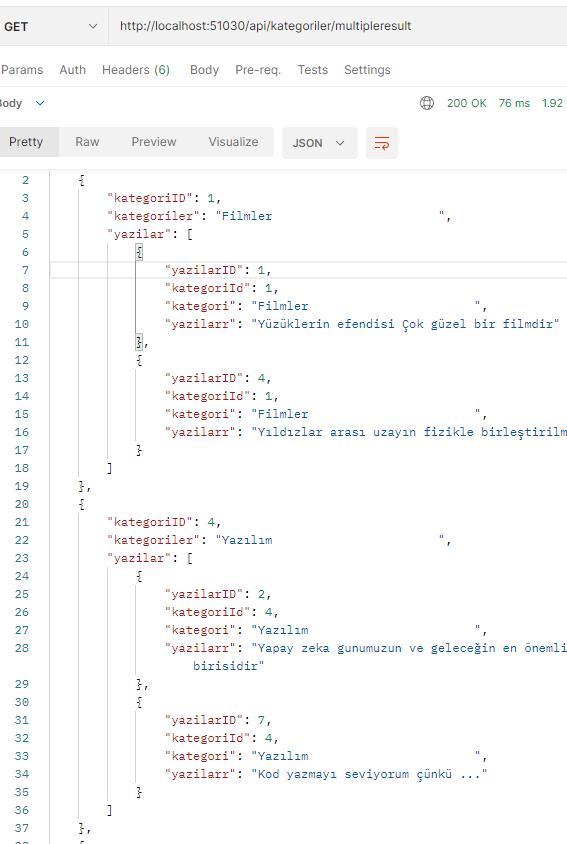 GET http://localhost:51030/api/kategoriler/multipleresult
Params Auth Headers (6) Body Pre-req. Tests Settings
Body 200 OK 76 ms 1.92
Pretty Raw Preview Visualize JSON
2 {
3 "kategoriID": 1,
4 "kategoriler": "Filmler ",
5 "yazilar": [
6 {
7 "yazilarID": 1,
8 "kategoriId": 1,
9 "kategori": "Filmler ",
10 "yazilarr": "Yüzüklerin efendisi Çok güzel bir filmdir"
11 },
12 {
13 "yazilarID": 4,
14 "kategoriId": 1,
15 "kategori": "Filmler ",
16 "yazilarr": "Yıldızlar arası uzayın fizikle birleştirilm
17 }
18 ]
19 },
20 {
21 "kategoriID": 4,
22 "kategoriler": "Yazılım ",
23 "yazilar": [
24 {
25 "yazilarID": 2,
26 "kategoriId": 4,
27 "kategori": "Yazılım ",
28 "yazilarr": "Yapay zeka gunumuzun ve geleceğin en önemli
birisidir"
29 },
30 {
31 "yazilarID": 7,
32 "kategoriId": 4,
33 "kategori": "Yazılım ",
34 "yazilarr": "Kod yazmayı seviyorum çünkü ..."
35 }
36 ]
37 },